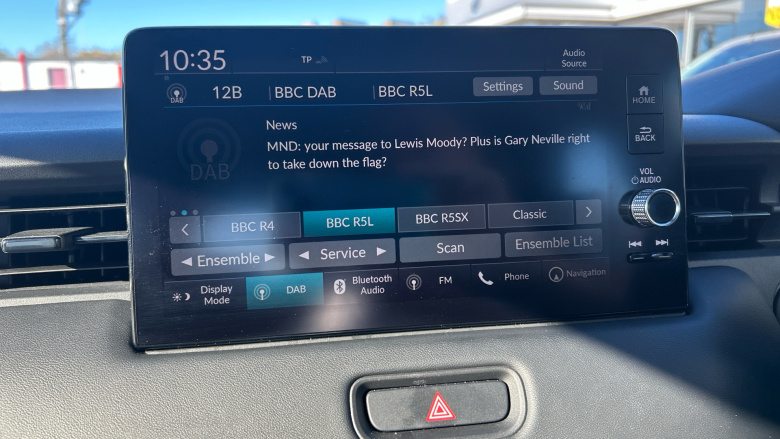 10:35 TP Audio
Source
HOME
DAB 12B BBC DAB BBC R5L Settings Sound
BACK
News
MND: your message to Lewis Moody? Plus is Gary Neville right
to take down the flag?
DAB
VOL
AUDIO
BBC R4 BBC R5L BBC R5SX Classic
Ensemble Service Scan Ensemble List
Display
Mode
DAB
Bluetooth
Audio
FM
Phone
Navigation